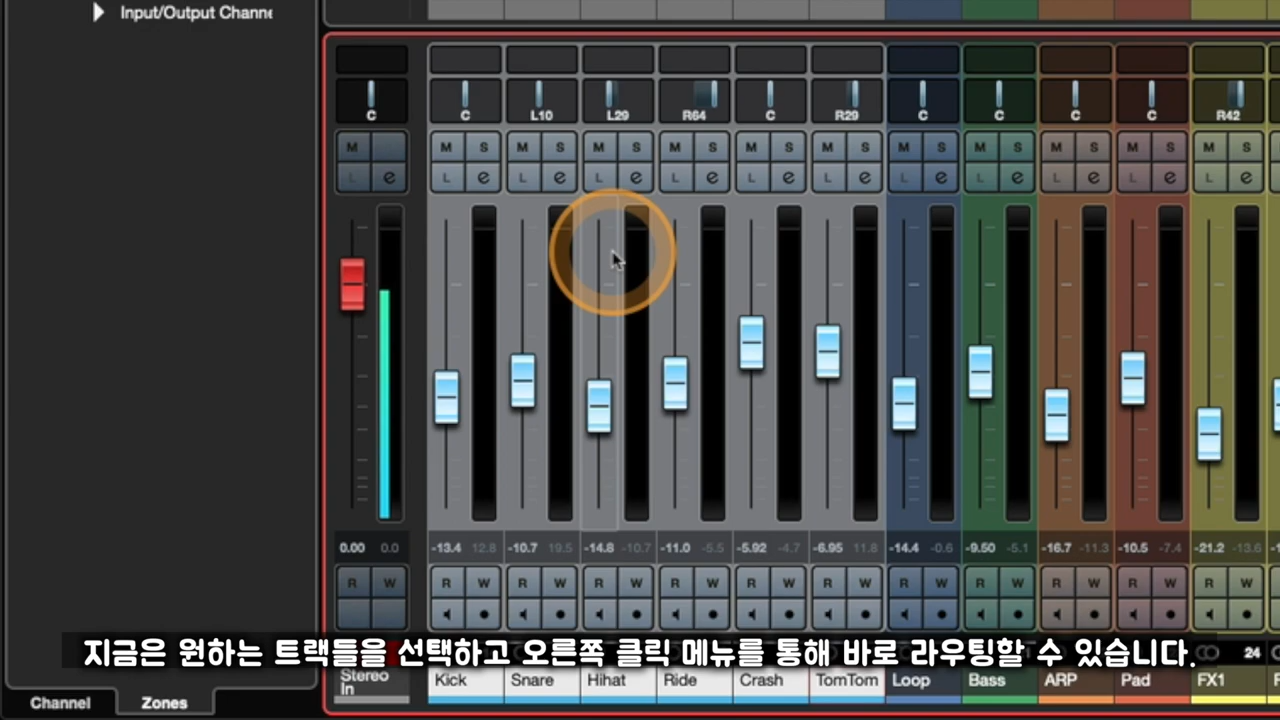 Input/Output Channe
C C L10 L29 R64 C R29 C C C C R42
M M S M S M S M S M S M S M S M S M S M S M S
L e L e L e L e L e L e L e L e L e L e L e L e
0.00 0.0 -13.4 12.8 -10.7 19.5 -14.8 -10.7 -11.0 -5.5 -5.92 -4.7 -6.95 11.8 -14.4 -0.6 -9.50 -5.1 -16.7 -11.3 -10.5 -7.4 -21.2 -13.6
R W R W R W R W R W R W R W R W R W R W R W R W
지금은 원하는 트랙들을 선택하고 오른쪽 클릭 메뉴를 통해 바로 라우팅할 수 있습니다.
24
Stereo In Kick Snare Hihat Ride Crash TomTom Loop Bass ARP Pad FX1
Channel Zones